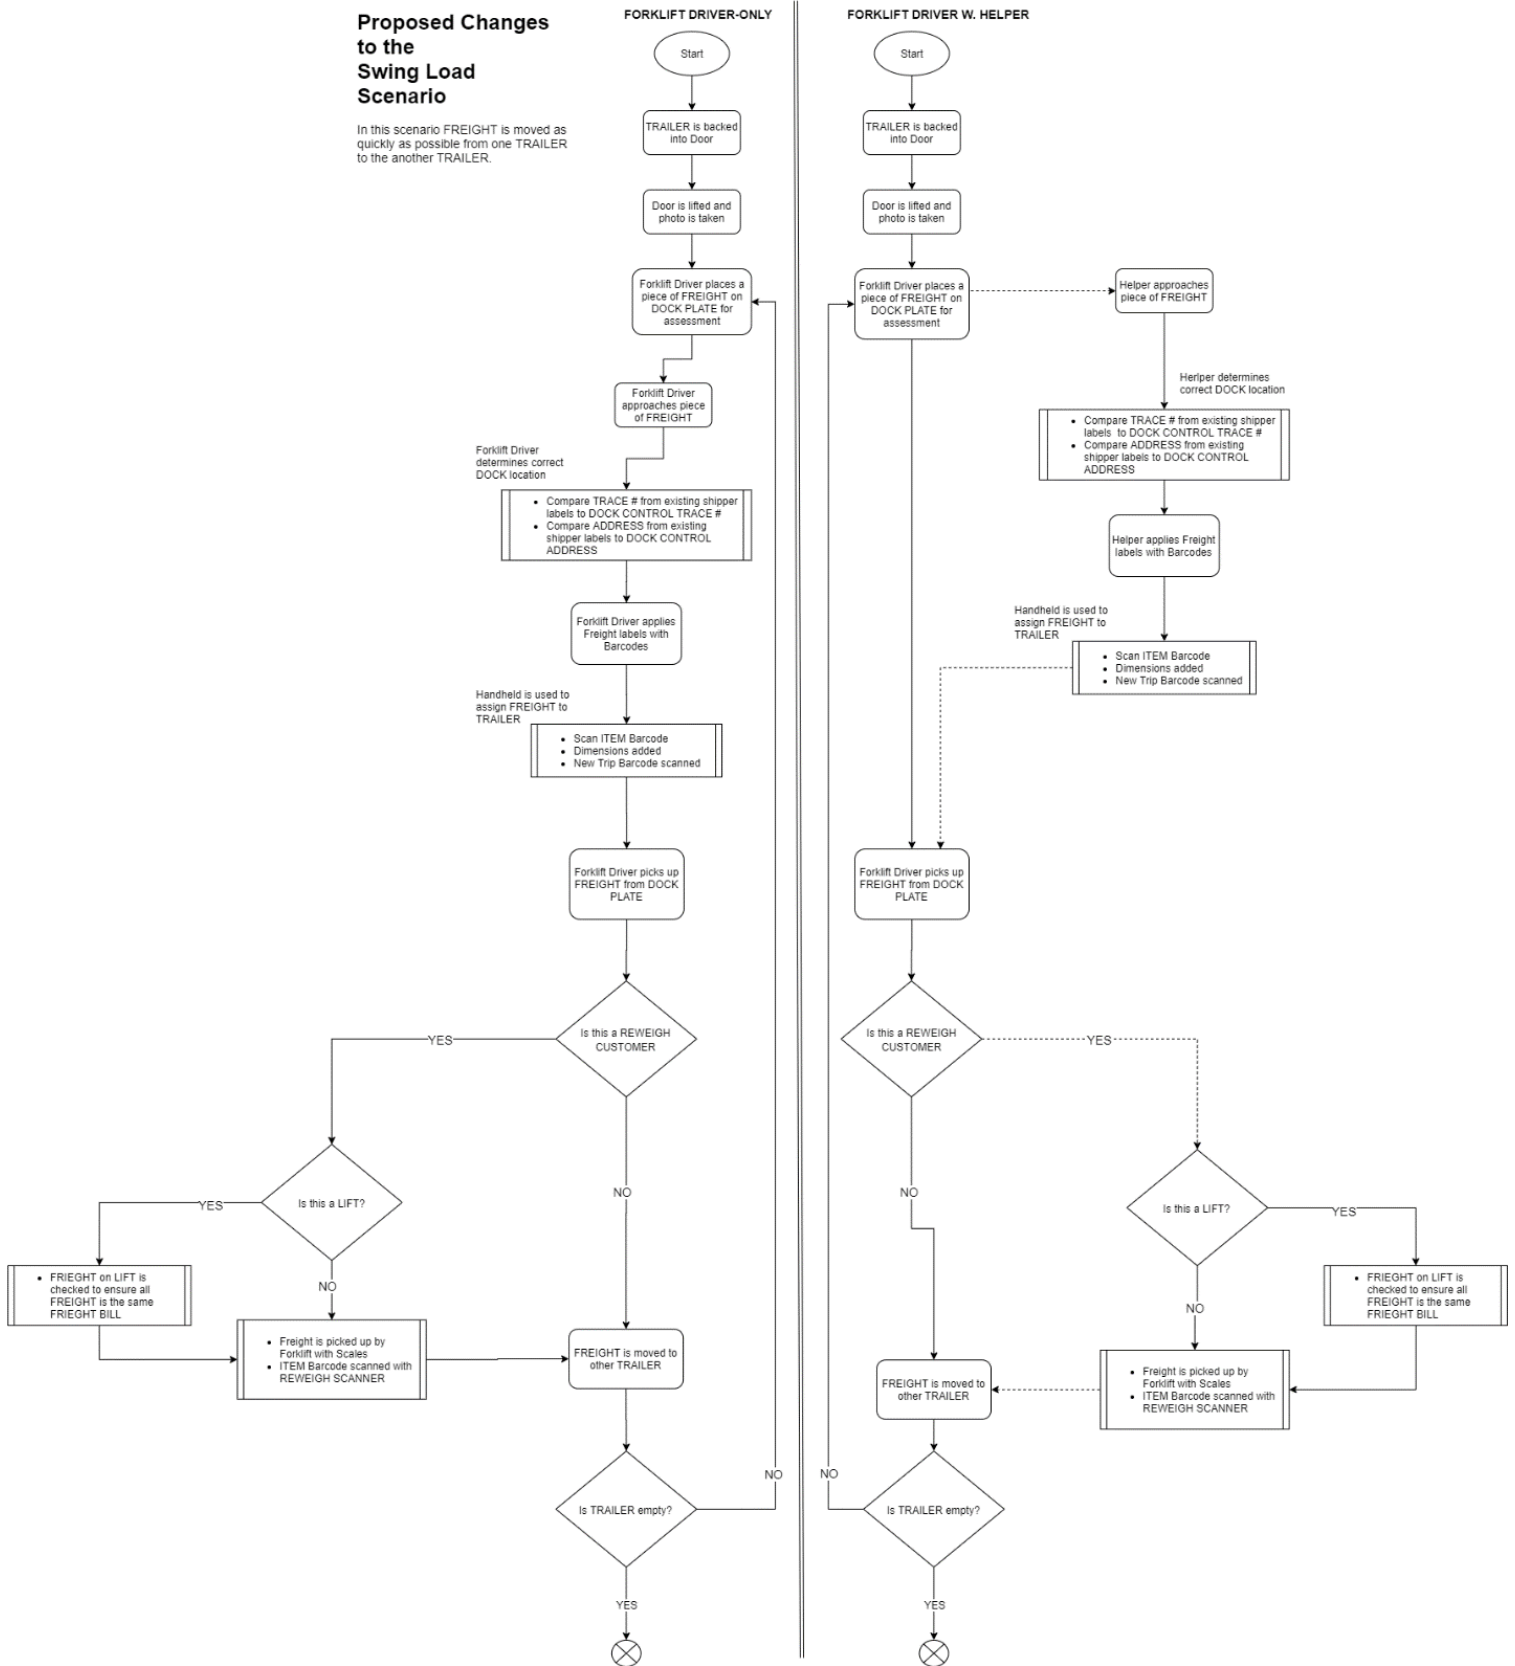 Proposed Changes
to the
Swing Load
Scenario
In this scenario FREIGHT is moved as
quickly as possible from one TRAILER
to the another TRAILER.
FORKLIFT DRIVER-ONLY
Start
TRAILER is backed
into Door
Door is lifted and
photo is taken
Forklift Driver places a
piece of FREIGHT on
DOCK PLATE for
assessment
Forklift Driver
approaches piece
of FREIGHT
Forklift Driver
determines correct
DOCK location
• Compare TRACE # from existing shipper
labels to DOCK CONTROL TRACE #
• Compare ADDRESS from existing
shipper labels to DOCK CONTROL
ADDRESS
Forklift Driver applies
Freight labels with
Barcodes
Handheld is used to
assign FREIGHT to
TRAILER
• Scan ITEM Barcode
• Dimensions added
• New Trip Barcode scanned
Forklift Driver picks up
FREIGHT from DOCK
PLATE
Is this a REWEIGH
CUSTOMER
YES
NO
Is this a LIFT?
YES
NO
• FRIEGHT on LIFT is
checked to ensure all
FREIGHT is the same
FRIEGHT BILL
• Freight is picked up by
Forklift with Scales
• ITEM Barcode scanned with
REWEIGH SCANNER
FREIGHT is moved to
other TRAILER
Is TRAILER empty?
NO
YES
FORKLIFT DRIVER W. HELPER
Start
TRAILER is backed
into Door
Door is lifted and
photo is taken
Forklift Driver places a
piece of FREIGHT on
DOCK PLATE for
assessment
Helper approaches
piece of FREIGHT
Herlper determines
correct DOCK location
• Compare TRACE # from existing shipper
labels to DOCK CONTROL TRACE #
• Compare ADDRESS from existing
shipper labels to DOCK CONTROL
ADDRESS
Helper applies Freight
labels with Barcodes
Handheld is used to
assign FREIGHT to
TRAILER
• Scan ITEM Barcode
• Dimensions added
• New Trip Barcode scanned
Forklift Driver picks up
FREIGHT from DOCK
PLATE
Is this a REWEIGH
CUSTOMER
YES
NO
Is this a LIFT?
YES
NO
• FRIEGHT on LIFT is
checked to ensure all
FREIGHT is the same
FRIEGHT BILL
• Freight is picked up by
Forklift with Scales
• ITEM Barcode scanned with
REWEIGH SCANNER
FREIGHT is moved to
other TRAILER
Is TRAILER empty?
NO
YES